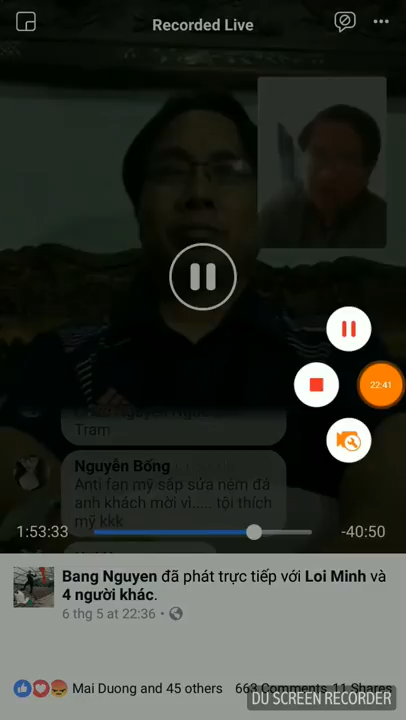 Recorded Live
22:41
Tram
Nguyên Bống
Anti fan mỹ sắp sửa ném đá
anh khách mời vì..... tội thích
mỹ kkk
1:53:33
-40:50
Bang Nguyen đã phát trực tiếp với Loi Minh và
4 người khác.
6 thg 5 at 22:36 •
Mai Duong and 45 others 663 Comments 11 Shares
DU SCREEN RECORDER